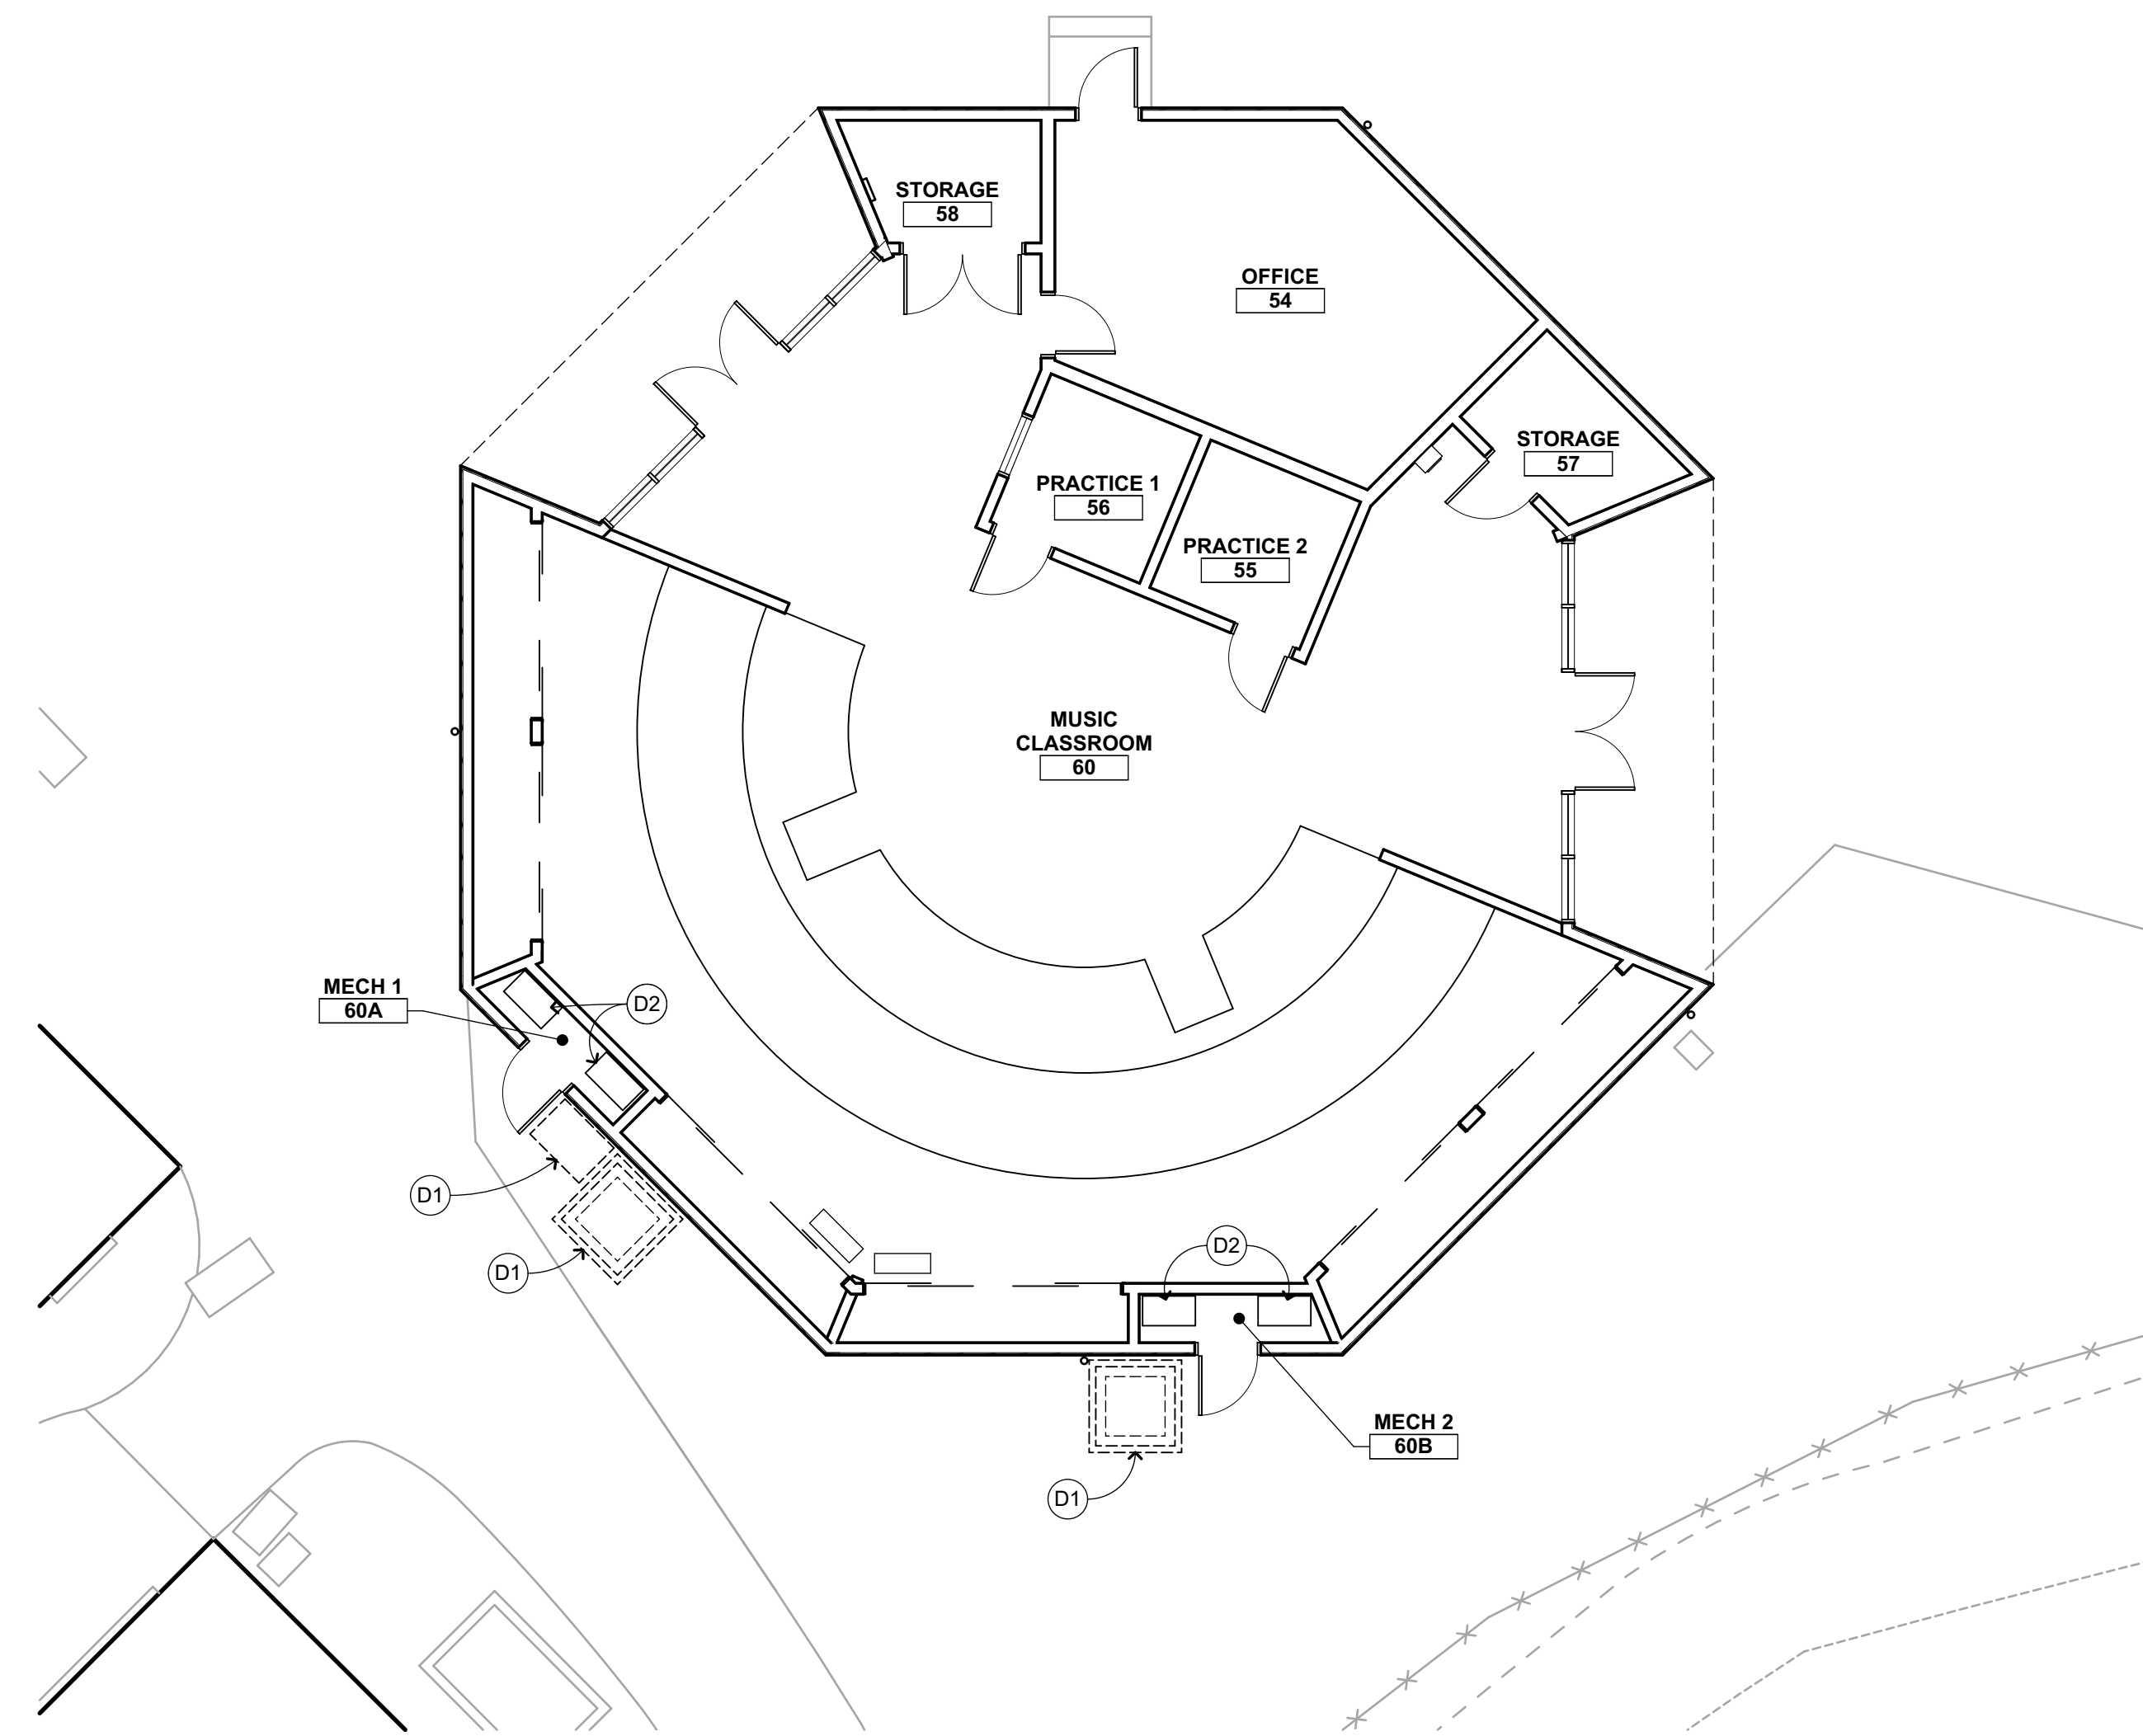 STORAGE
58
OFFICE
54
STORAGE
57
PRACTICE 1
56
PRACTICE 2
55
MUSIC
CLASSROOM
60
MECH 1
60A
D2
D1
D1
D2
MECH 2
60B
D1